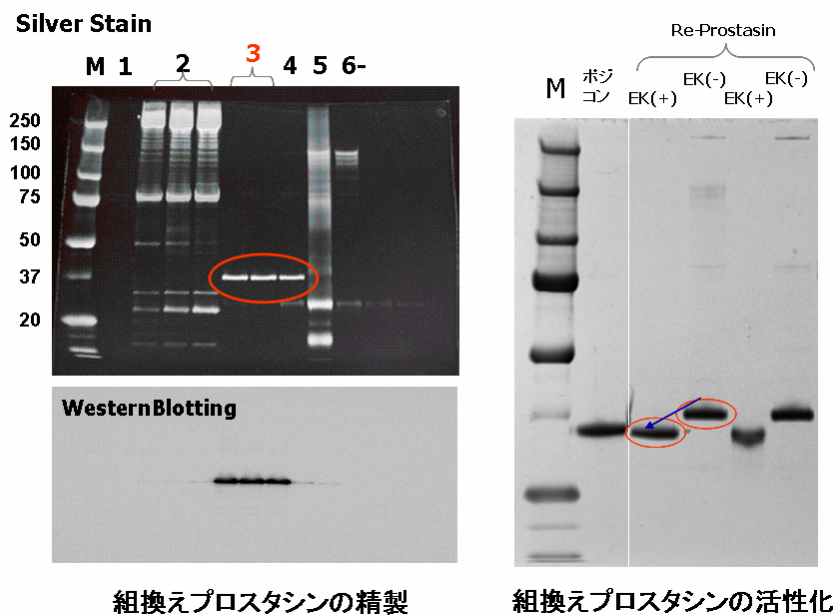 Silver Stain
M 1 2 3 4 5 6-
250
150
100
75
50
37
20
WesternBlotting
組換えプロスタシンの精製
Re-Prostasin
M ポジコン EK(+) EK(-) EK(+) EK(-)
組換えプロスタシンの活性化